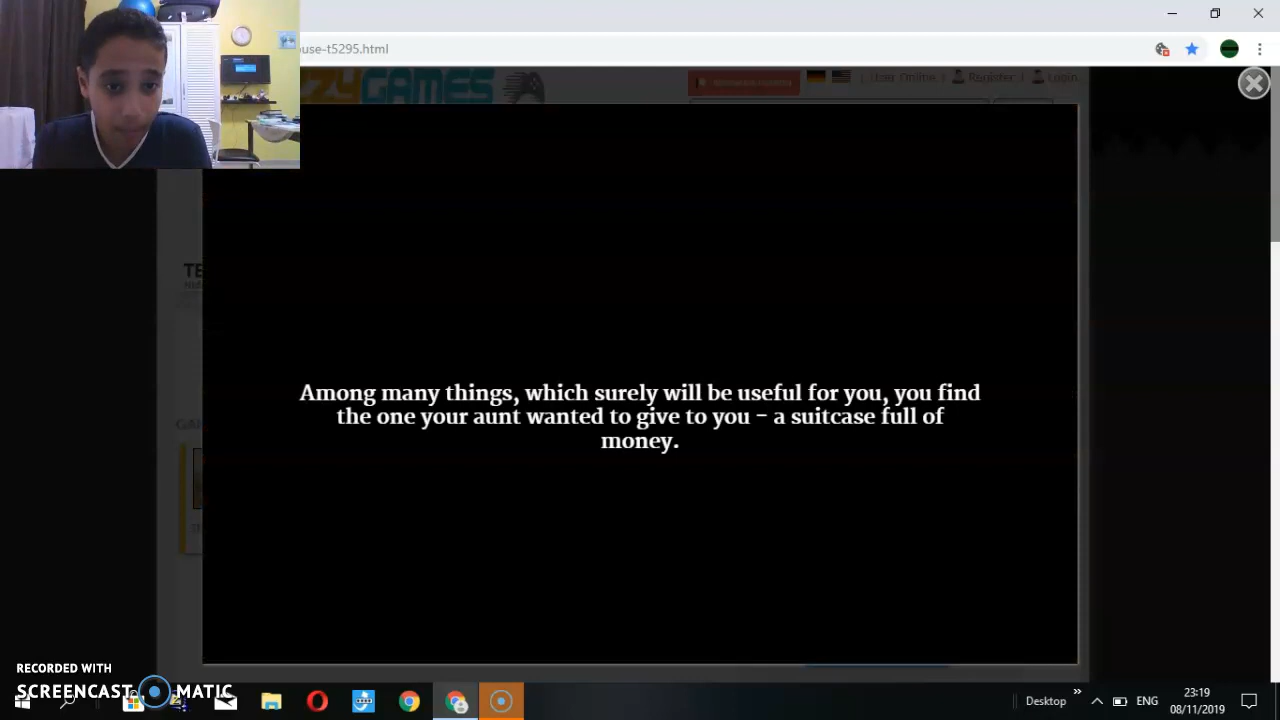 use-t5295.html
GAMES
Among many things, which surely will be useful for you, you find
the one your aunt wanted to give to you - a suitcase full of
money.
RECORDED WITH
SCREENCAST MATIC
Desktop
»
ENG
23:19
08/11/2019